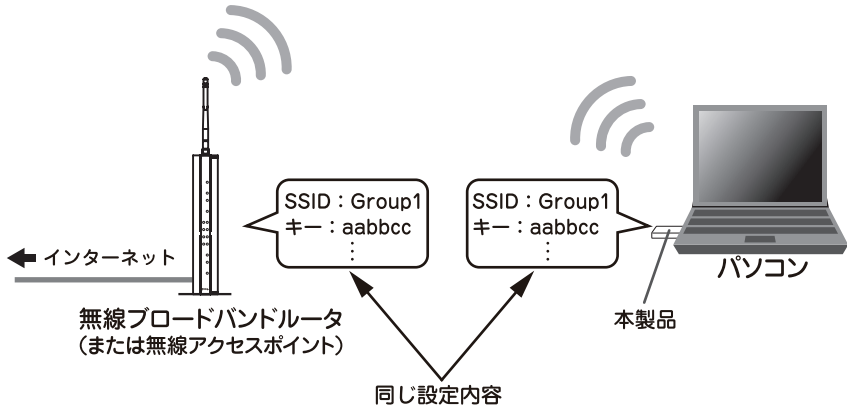 SSID：Group1
キー：aabbcc
⋮
SSID：Group1
キー：aabbcc
⋮
インターネット
パソコン
無線ブロードバンドルータ
（または無線アクセスポイント）
本製品
同じ設定内容